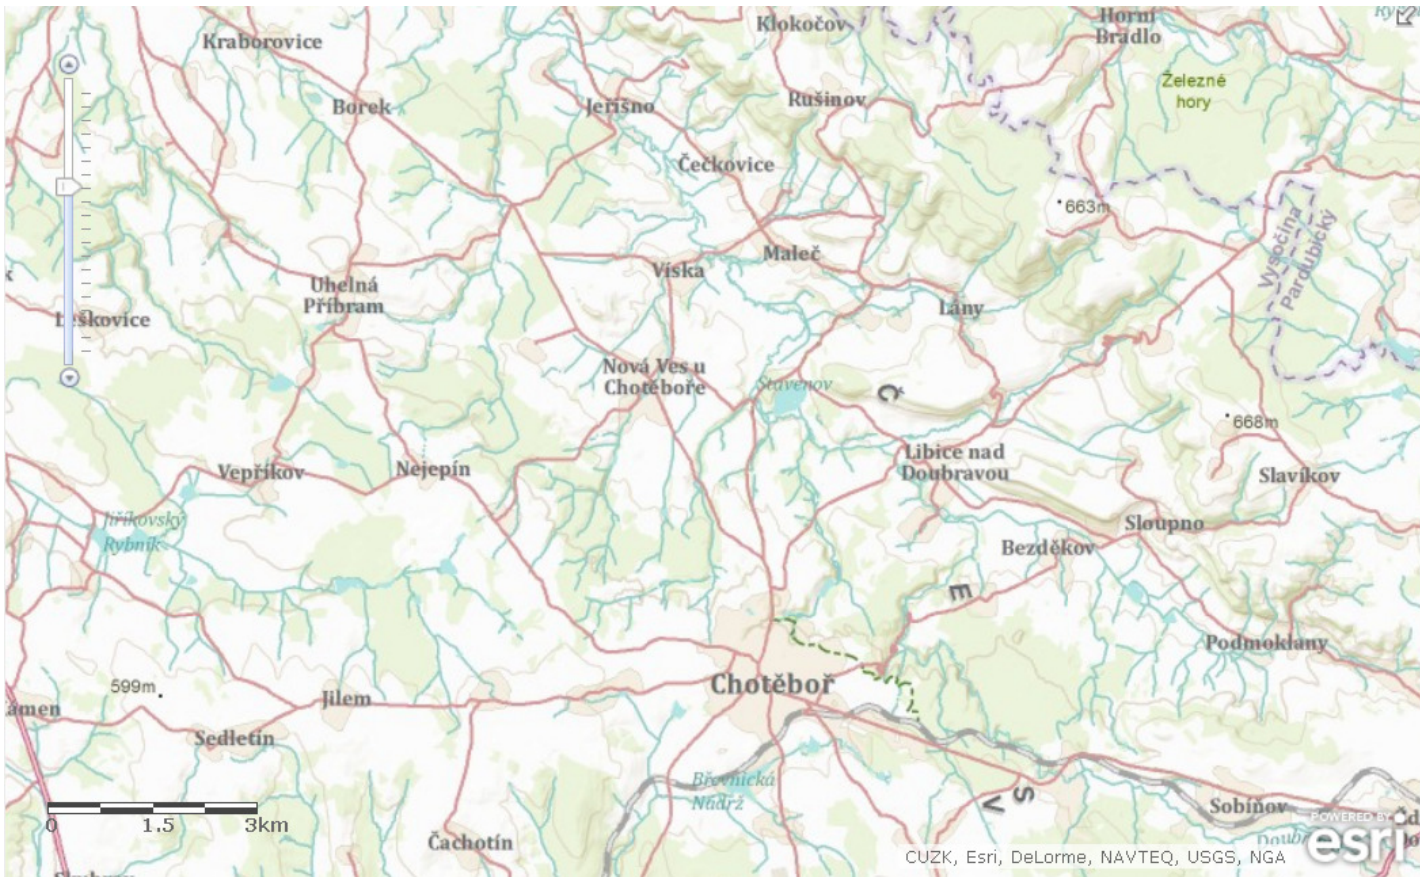 Klokočov
Horní
Bradlo
Kraborovice
Železné
hory
Borek
Jeřišno
Rušinov
Čečkovice
663m
Vysočina
Pardubický
Maleč
Víska
Uhelná
Příbram
Lány
Leškovice
Nová Ves u
Chotěboře
Stavenov
Č
668m
Libice nad
Doubravou
Vepříkov
Nejepín
Slavíkov
Jiříkovský
Rybník
Sloupno
Bezděkov
E
Podmoklany
599m
Chotěboř
Jilem
Sedletín
Břevnická
Nádrž
S
V
Sobíňov
0 1.5 3km
Čachotín
POWERED BY
esri
CUZK, Esri, DeLorme, NAVTEQ, USGS, NGA